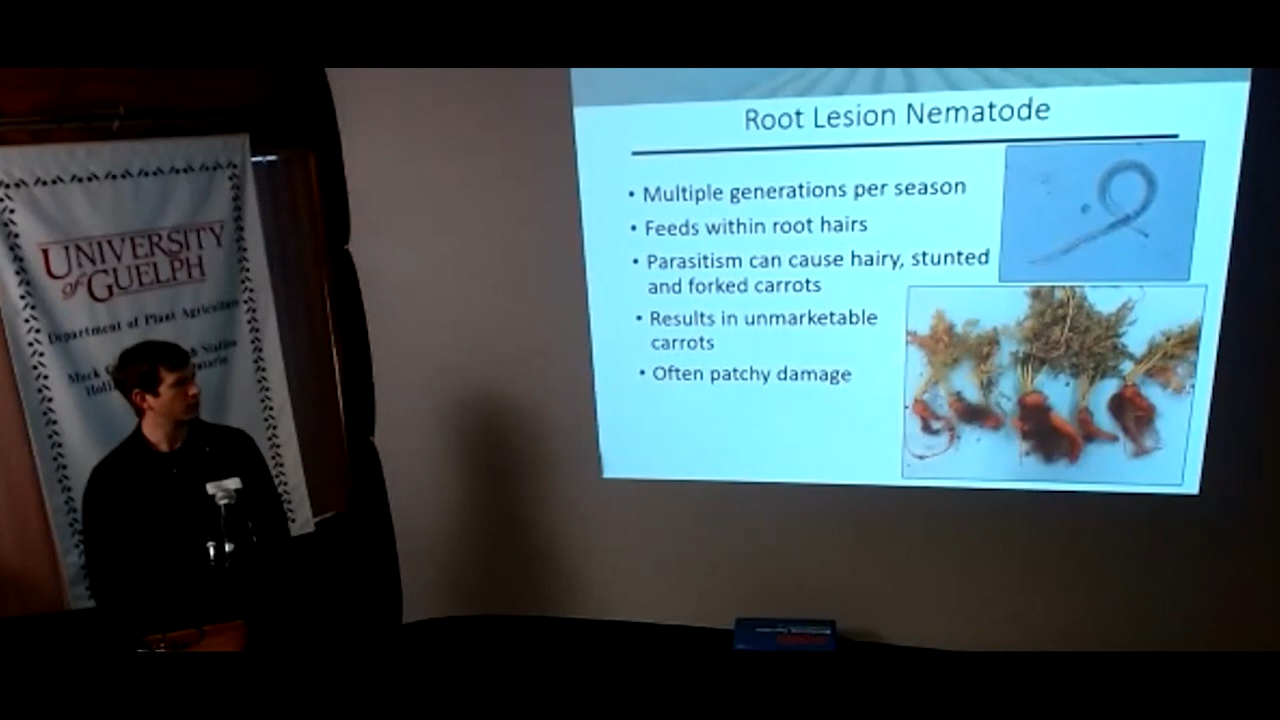 UNIVERSITY
of GUELPH
Department of Plant Agriculture
Root Lesion Nematode
• Multiple generations per season
• Feeds within root hairs
• Parasitism can cause hairy, stunted
and forked carrots
• Results in unmarketable
carrots
• Often patchy damage